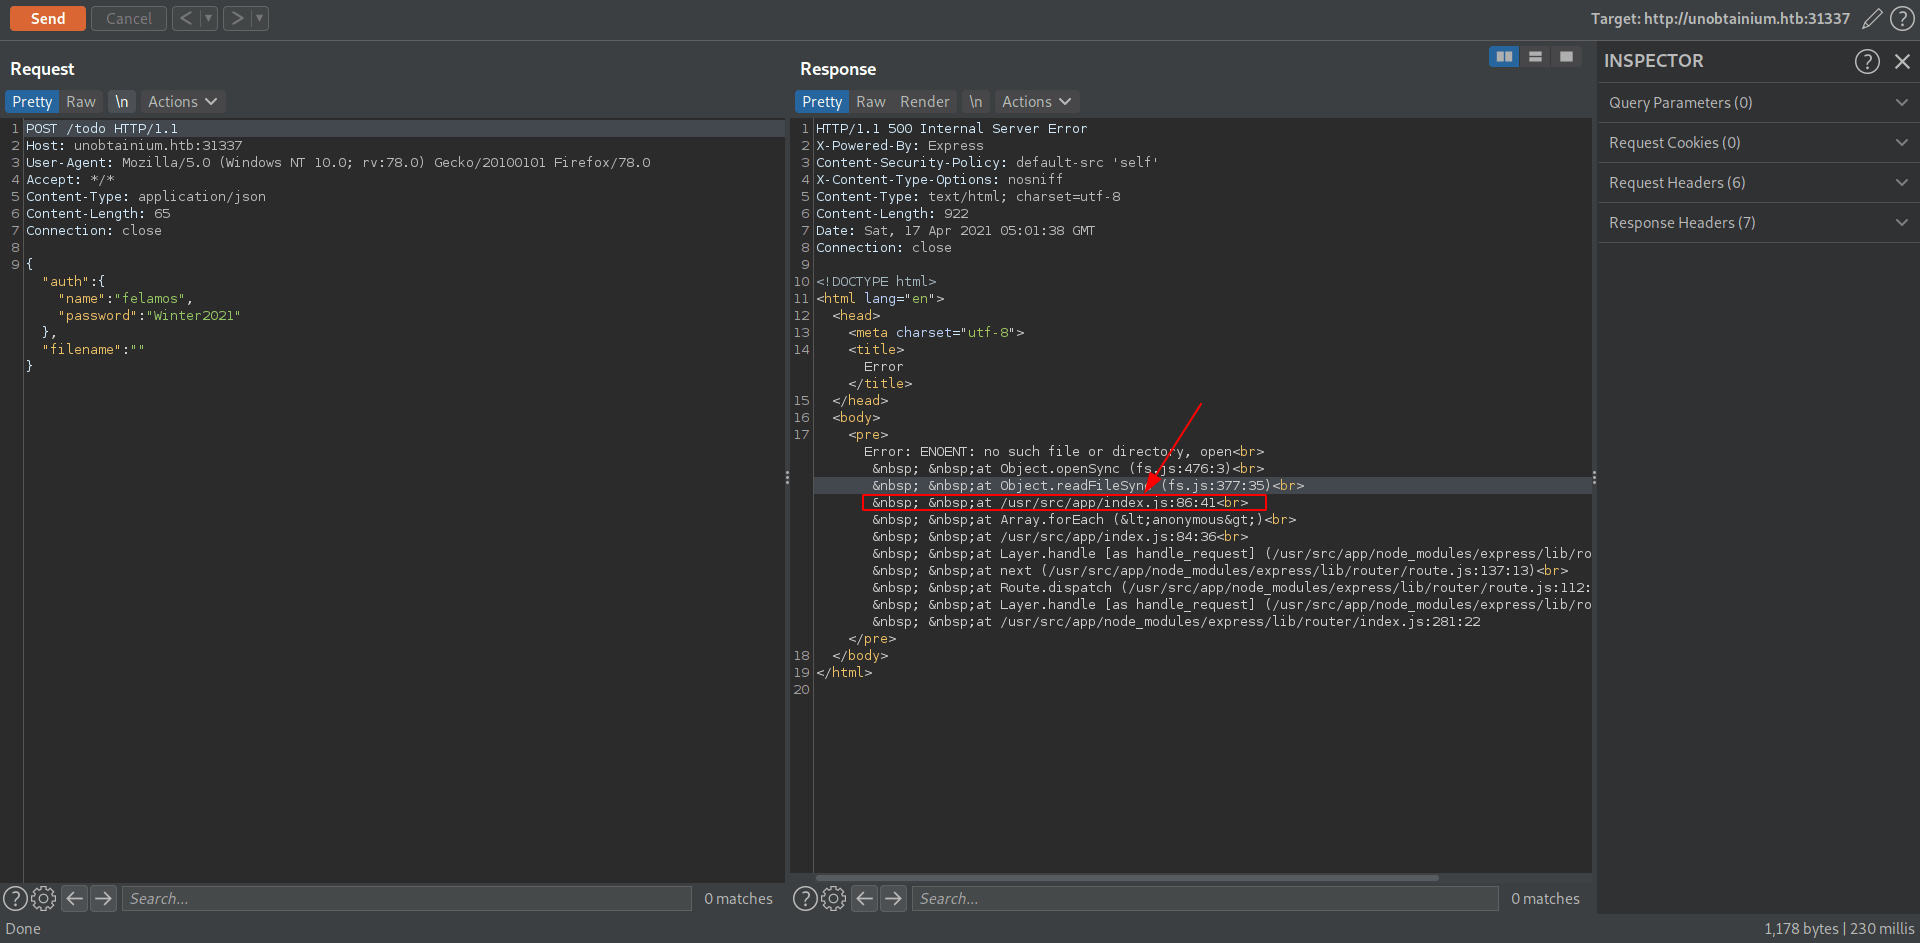 Send
Cancel
Target: http://unobtainium.htb:31337
Request
Pretty
Raw
\n
Actions
1 POST /todo HTTP/1.1
2 Host: unobtainium.htb:31337
3 User-Agent: Mozilla/5.0 (Windows NT 10.0; rv:78.0) Gecko/20100101 Firefox/78.0
4 Accept: */*
5 Content-Type: application/json
6 Content-Length: 65
7 Connection: close
8
9 {
"auth":{
"name":"felamos",
"password":"Winter2021"
},
"filename":""
}
Search...
0 matches
Response
Pretty
Raw
Render
\n
Actions
1 HTTP/1.1 500 Internal Server Error
2 X-Powered-By: Express
3 Content-Security-Policy: default-src 'self'
4 X-Content-Type-Options: nosniff
5 Content-Type: text/html; charset=utf-8
6 Content-Length: 922
7 Date: Sat, 17 Apr 2021 05:01:38 GMT
8 Connection: close
9
10 <!DOCTYPE html>
11 <html lang="en">
12 <head>
13 <meta charset="utf-8">
14 <title>
Error
</title>
15 </head>
16 <body>
17 <pre>
Error: ENOENT: no such file or directory, open<br>
&nbsp; &nbsp;at Object.openSync (fs.js:476:3)<br>
&nbsp; &nbsp;at Object.readFileSync (fs.js:377:35)<br>
&nbsp; &nbsp;at /usr/src/app/index.js:86:41<br>
&nbsp; &nbsp;at Array.forEach (&lt;anonymous&gt;)<br>
&nbsp; &nbsp;at /usr/src/app/index.js:84:36<br>
&nbsp; &nbsp;at Layer.handle [as handle_request] (/usr/src/app/node_modules/express/lib/ro
&nbsp; &nbsp;at next (/usr/src/app/node_modules/express/lib/router/route.js:137:13)<br>
&nbsp; &nbsp;at Route.dispatch (/usr/src/app/node_modules/express/lib/router/route.js:112:
&nbsp; &nbsp;at Layer.handle [as handle_request] (/usr/src/app/node_modules/express/lib/ro
&nbsp; &nbsp;at /usr/src/app/node_modules/express/lib/router/index.js:281:22
</pre>
18 </body>
19 </html>
20
Search...
0 matches
INSPECTOR
Query Parameters (0)
Request Cookies (0)
Request Headers (6)
Response Headers (7)
Done
1,178 bytes | 230 millis